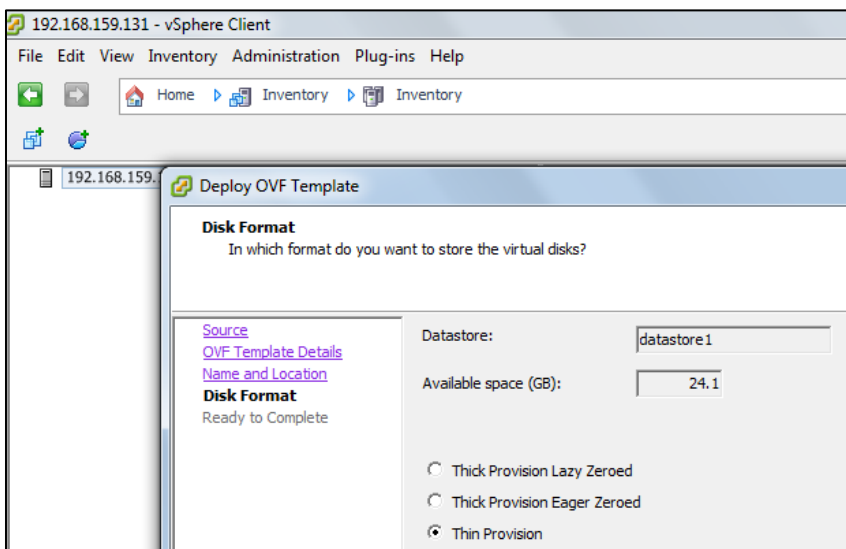 192.168.159.131 - vSphere Client
File Edit View Inventory Administration Plug-ins Help
Home Inventory Inventory
192.168.159.
Deploy OVF Template
Disk Format
In which format do you want to store the virtual disks?
Source
OVF Template Details
Name and Location
Disk Format
Ready to Complete
Datastore: datastore1
Available space (GB): 24.1
Thick Provision Lazy Zeroed
Thick Provision Eager Zeroed
Thin Provision